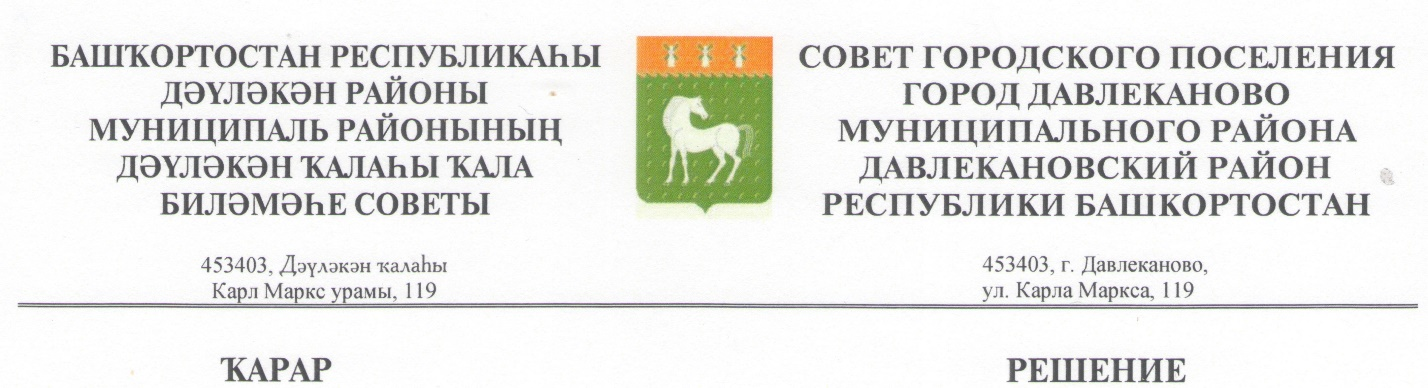 БАШҠОРТОСТАН РЕСПУБЛИКАҺЫ
ДӘҮЛӘКӘН РАЙОНЫ
МУНИЦИПАЛЬ РАЙОНЫНЫҢ
ДӘҮЛӘКӘН ҠАЛАҺЫ ҠАЛА
БИЛӘМӘҺЕ СОВЕТЫ
453403, Дәүләкән ҡалаһы
Карл Маркс урамы, 119
ҠАРАР
СОВЕТ ГОРОДСКОГО ПОСЕЛЕНИЯ
ГОРОД ДАВЛЕКАНОВО
МУНИЦИПАЛЬНОГО РАЙОНА
ДАВЛЕКАНОВСКИЙ РАЙОН
РЕСПУБЛИКИ БАШКОРТОСТАН
453403, г. Давлеканово,
ул. Карла Маркса, 119
РЕШЕНИЕ